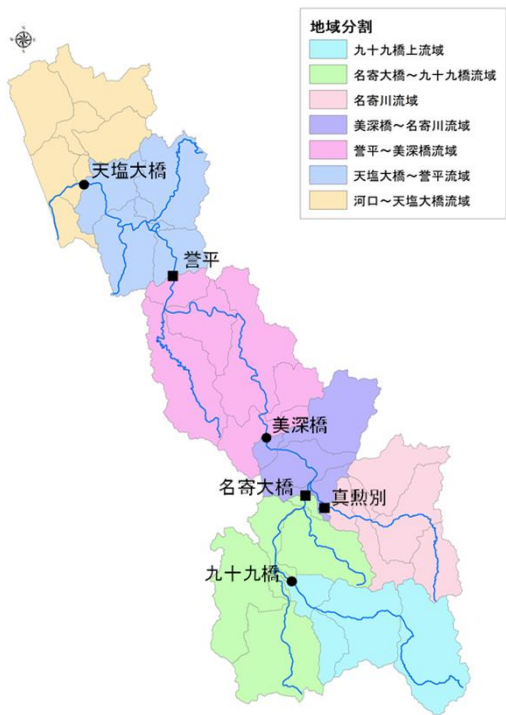 地域分割
九十九橋上流域
名寄大橋～九十九橋流域
名寄川流域
美深橋～名寄川流域
誉平～美深橋流域
天塩大橋～誉平流域
河口～天塩大橋流域
天塩大橋
誉平
美深橋
名寄大橋
真勲別
九十九橋